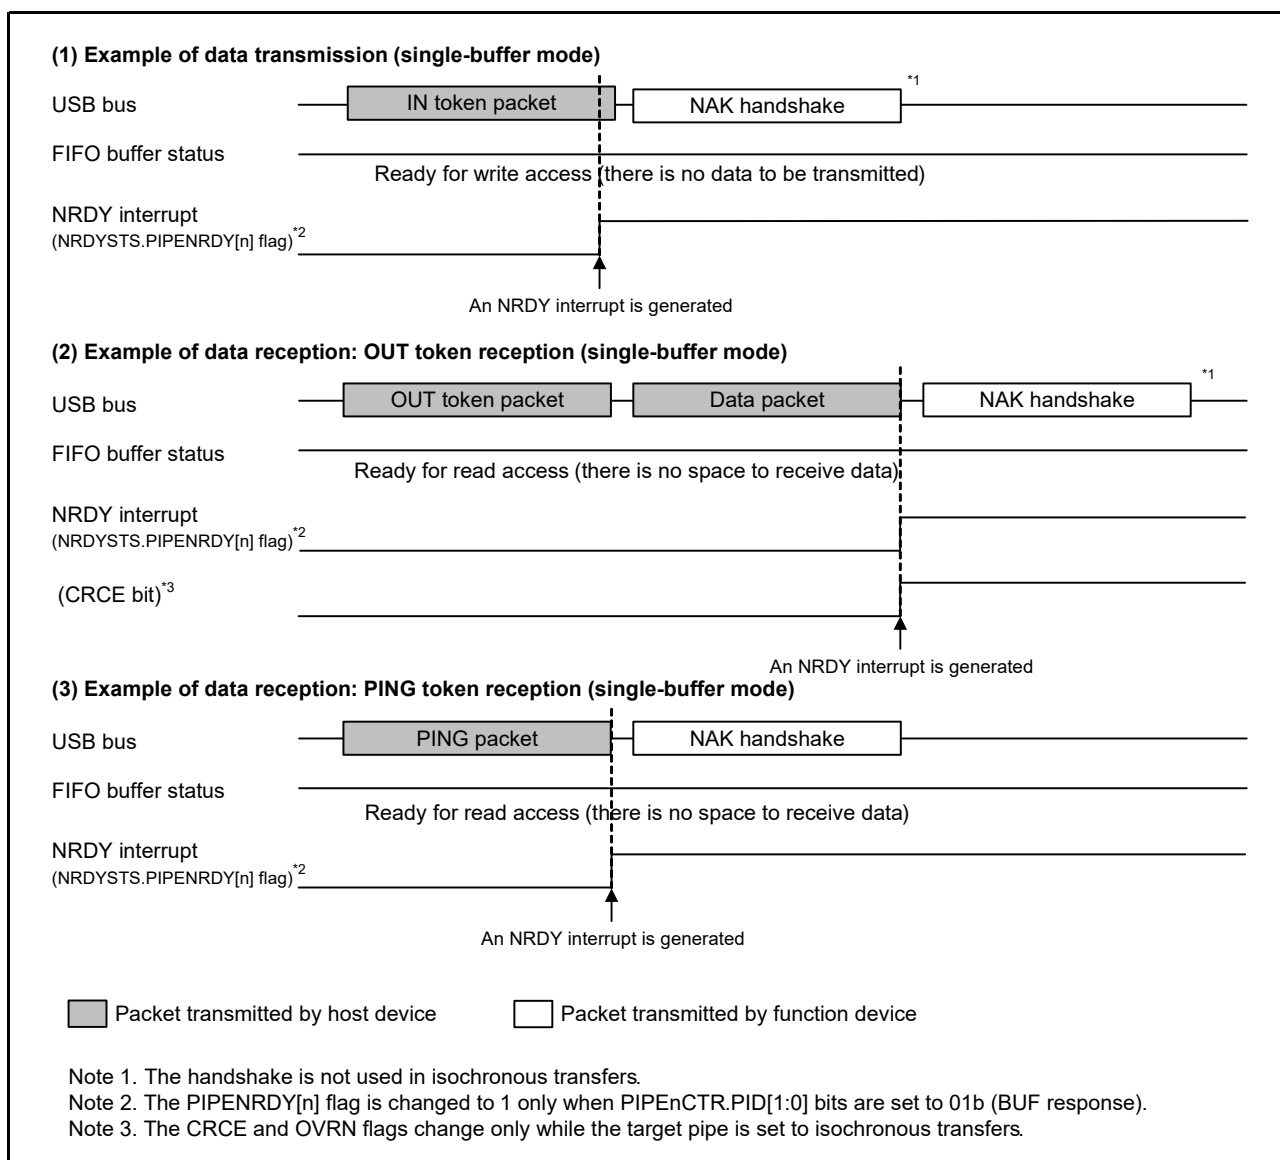 (1) Example of data transmission (single-buffer mode)
USB bus
IN token packet
NAK handshake
*1
FIFO buffer status
Ready for write access (there is no data to be transmitted)
NRDY interrupt
(NRDYSTS.PIPENRDY[n] flag)*2
An NRDY interrupt is generated
(2) Example of data reception: OUT token reception (single-buffer mode)
USB bus
OUT token packet
Data packet
NAK handshake
*1
FIFO buffer status
Ready for read access (there is no space to receive data)
NRDY interrupt
(NRDYSTS.PIPENRDY[n] flag)*2
(CRCE bit)*3
An NRDY interrupt is generated
(3) Example of data reception: PING token reception (single-buffer mode)
USB bus
PING packet
NAK handshake
FIFO buffer status
Ready for read access (there is no space to receive data)
NRDY interrupt
(NRDYSTS.PIPENRDY[n] flag)*2
An NRDY interrupt is generated
Packet transmitted by host device
Packet transmitted by function device
Note 1. The handshake is not used in isochronous transfers.
Note 2. The PIPENRDY[n] flag is changed to 1 only when PIPEnCTR.PID[1:0] bits are set to 01b (BUF response).
Note 3. The CRCE and OVRN flags change only while the target pipe is set to isochronous transfers.